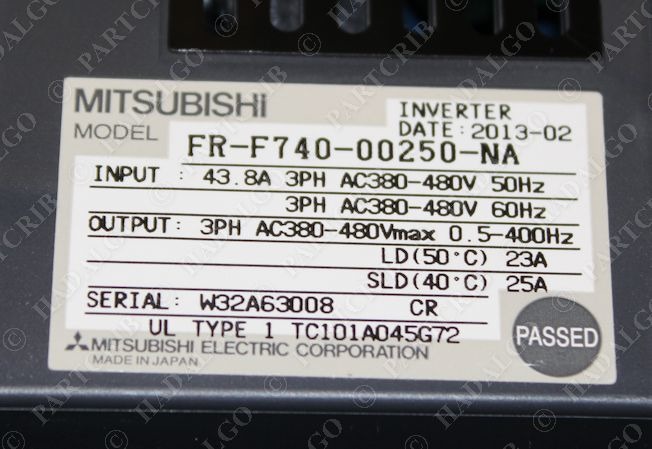 MITSUBISHI
INVERTER
DATE:2013-02
MODEL FR-F740-00250-NA
INPUT : 43.8A 3PH AC380-480V 50Hz
3PH AC380-480V 60Hz
OUTPUT: 3PH AC380-480Vmax 0.5-400Hz
LD(50°C) 23A
SLD(40°C) 25A
SERIAL: W32A63008 CR
UL TYPE 1 TC101A045G72
PASSED
MITSUBISHI ELECTRIC CORPORATION
MADE IN JAPAN
© PARTCRIB © HADALGO